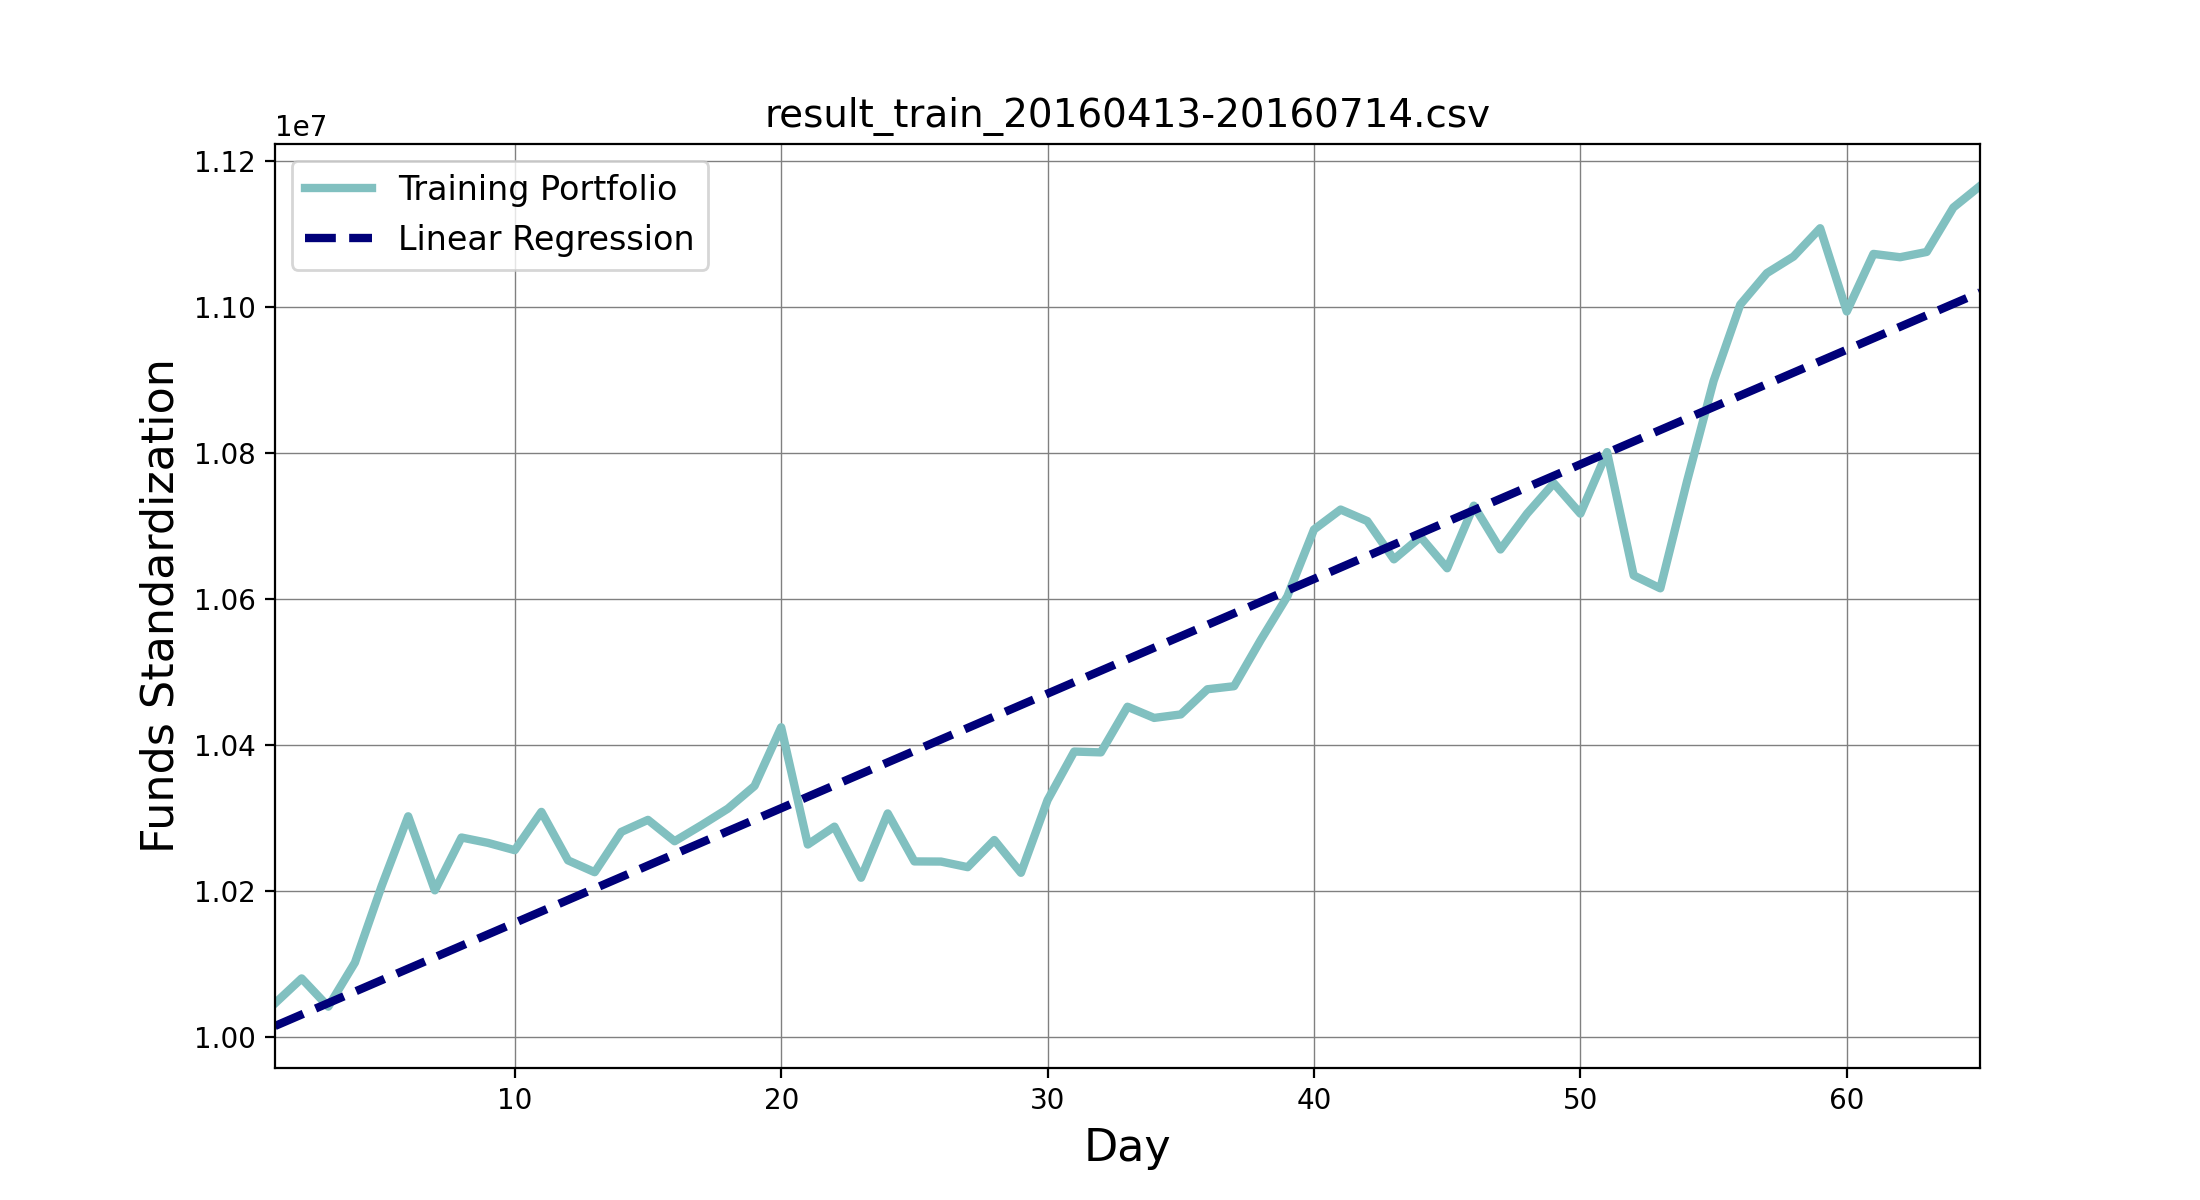 result_train_20160413-20160714.csv
1e7
Training Portfolio
Linear Regression
Funds Standardization
1.12
1.10
1.08
1.06
1.04
1.02
1.00
10 20 30 40 50 60
Day